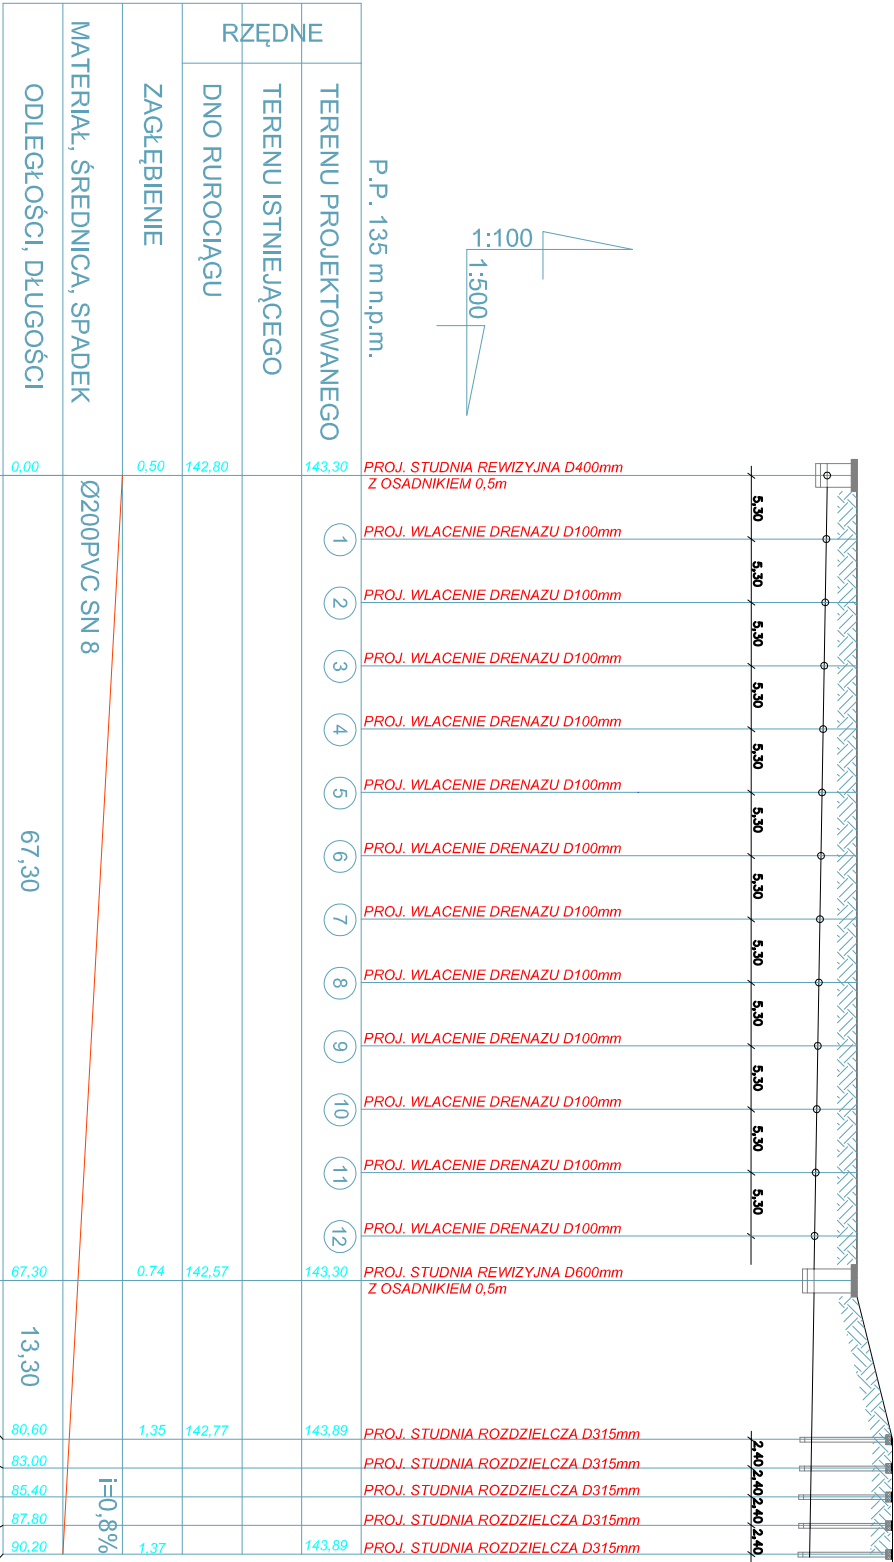 RZĘDNE
TERENU PROJEKTOWANEGO
TERENU ISTNIEJĄCEGO
DNO RUROCIĄGU
ZAGŁĘBIENIE
MATERIAŁ, ŚREDNICA, SPADEK
ODLEGŁOŚCI, DŁUGOŚCI
P.P. 135 m n.p.m.
1:100
1:500
0,00 0,50 142,80 143,30 PROJ. STUDNIA REWIZYJNA D400mm
Z OSADNIKIEM 0,5m
Ø200PVC SN 8
5,30
1 PROJ. WLACENIE DRENAZU D100mm
5,30
2 PROJ. WLACENIE DRENAZU D100mm
5,30
3 PROJ. WLACENIE DRENAZU D100mm
5,30
4 PROJ. WLACENIE DRENAZU D100mm
5,30
5 PROJ. WLACENIE DRENAZU D100mm
5,30
6 PROJ. WLACENIE DRENAZU D100mm
5,30
7 PROJ. WLACENIE DRENAZU D100mm
5,30
8 PROJ. WLACENIE DRENAZU D100mm
5,30
9 PROJ. WLACENIE DRENAZU D100mm
5,30
10 PROJ. WLACENIE DRENAZU D100mm
5,30
11 PROJ. WLACENIE DRENAZU D100mm
5,30
12 PROJ. WLACENIE DRENAZU D100mm
67,30
67,30 0.74 142,57 143,30 PROJ. STUDNIA REWIZYJNA D600mm
Z OSADNIKIEM 0,5m
13,30
80,60 1,35 142,77 143,89 PROJ. STUDNIA ROZDZIELCZA D315mm
2,40
83,00 PROJ. STUDNIA ROZDZIELCZA D315mm
2,40
85,40 PROJ. STUDNIA ROZDZIELCZA D315mm
2,40
87,80 PROJ. STUDNIA ROZDZIELCZA D315mm
2,40
i=0,8%
90,20 1,37 143,89 PROJ. STUDNIA ROZDZIELCZA D315mm